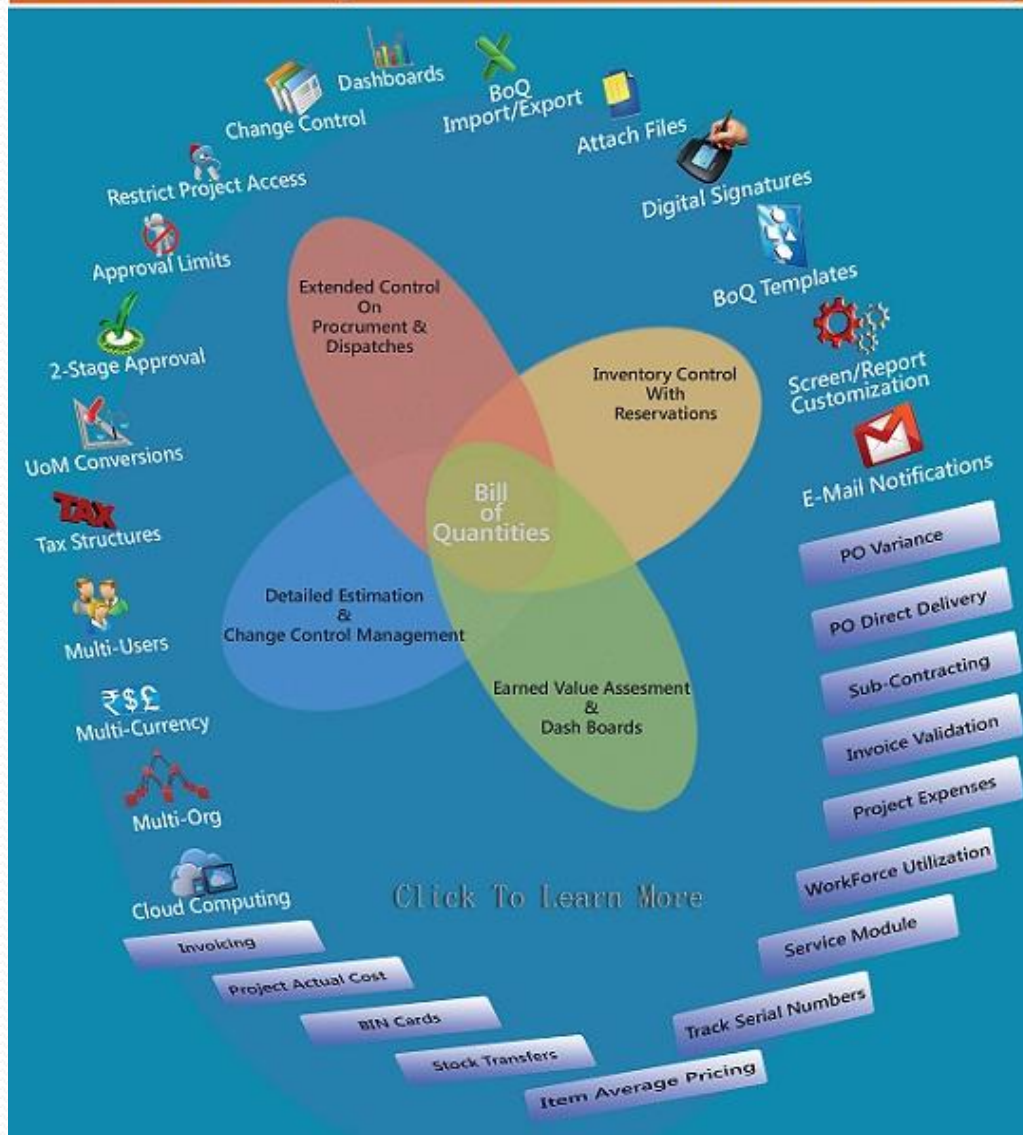 Dashboards
BoQ
Import/Export
Change Control
Attach Files
Restrict Project Access
Digital Signatures
Approval Limits
BoQ Templates
2-Stage Approval
Screen/Report
Customization
UoM Conversions
E-Mail Notifications
TAX
Tax Structures
Multi-Users
₹$£
Multi-Currency
Multi-Org
Cloud Computing
Extended Control
On
Procrument &
Dispatches
Inventory Control
With
Reservations
Bill
of
Quantities
Detailed Estimation
&
Change Control Management
Earned Value Assesment
&
Dash Boards
PO Variance
PO Direct Delivery
Sub-Contracting
Invoice Validation
Project Expenses
WorkForce Utilization
Service Module
Track Serial Numbers
Item Average Pricing
Click To Learn More
Invoicing
Project Actual Cost
BIN Cards
Stock Transfers